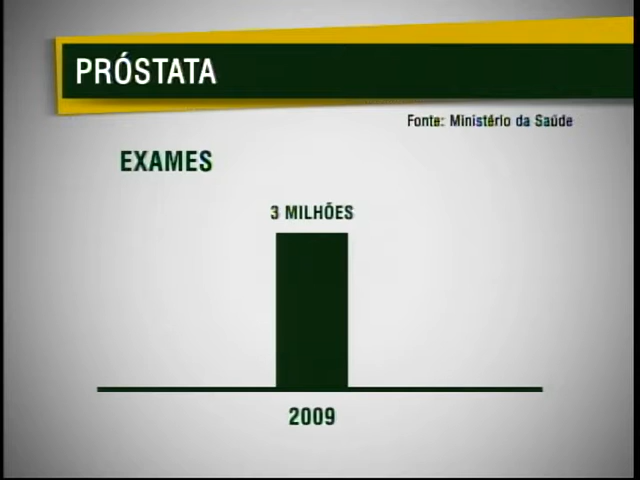 PRÓSTATA
Fonte: Ministério da Saúde
EXAMES
3 MILHÕES
2009